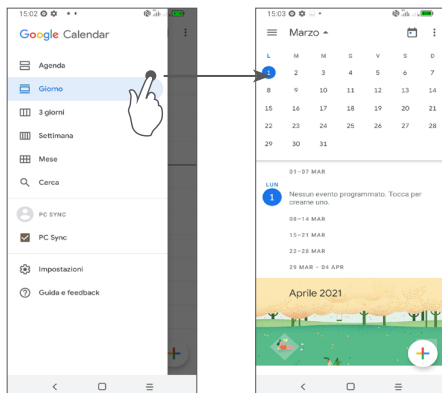 15:02
Google Calendar
Agenda
Giorno
3 giorni
Settimana
Mese
Cerca
PC SYNC
PC Sync
Impostazioni
Guida e feedback
15:03
Marzo
L M M G V S D
1 2 3 4 5 6 7
8 9 10 11 12 13 14
15 16 17 18 19 20 21
22 23 24 25 26 27 28
29 30 31
01–07 MAR
LUN
1
Nessun evento programmato. Tocca per
crearne uno.
08–14 MAR
15–21 MAR
22–28 MAR
29 MAR – 04 APR
Aprile 2021